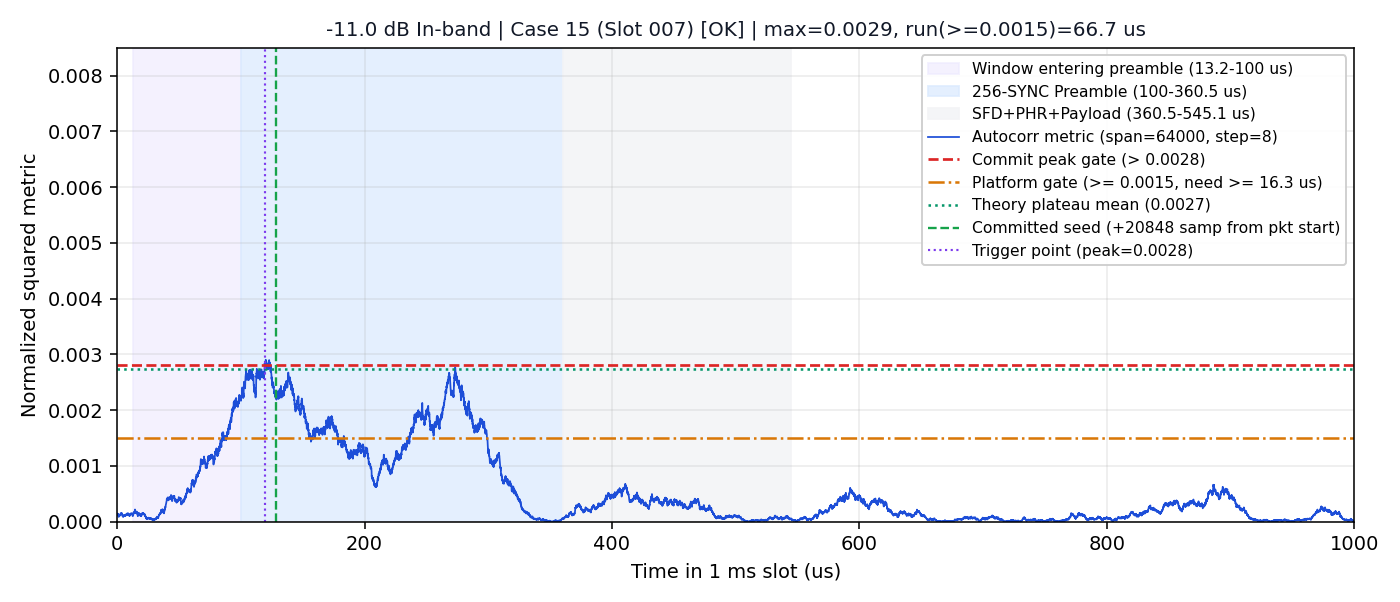 -11.0 dB In-band | Case 15 (Slot 007) [OK] | max=0.0029, run(>=0.0015)=66.7 us
Normalized squared metric
0.008
0.007
0.006
0.005
0.004
0.003
0.002
0.001
0.000
Window entering preamble (13.2-100 us)
256-SYNC Preamble (100-360.5 us)
SFD+PHR+Payload (360.5-545.1 us)
Autocorr metric (span=64000, step=8)
Commit peak gate (> 0.0028)
Platform gate (>= 0.0015, need >= 16.3 us)
Theory plateau mean (0.0027)
Committed seed (+20848 samp from pkt start)
Trigger point (peak=0.0028)
0 200 400 600 800 1000
Time in 1 ms slot (us)